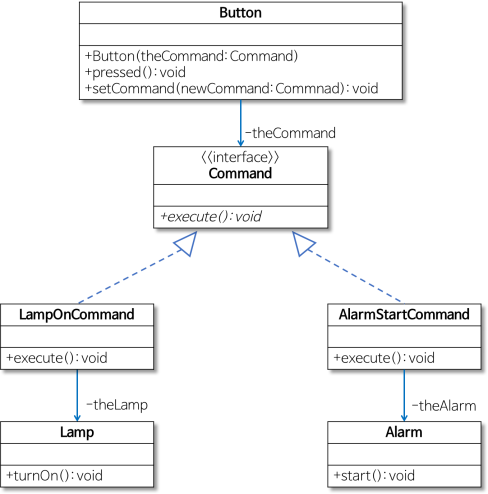 Button
+Button(theCommand: Command)
+pressed(): void
+setCommand(newCommand: Commnad): void
-theCommand
《interface》
Command
+execute(): void
LampOnCommand
AlarmStartCommand
+execute(): void
+execute(): void
-theLamp
-theAlarm
Lamp
Alarm
+turnOn(): void
+start(): void